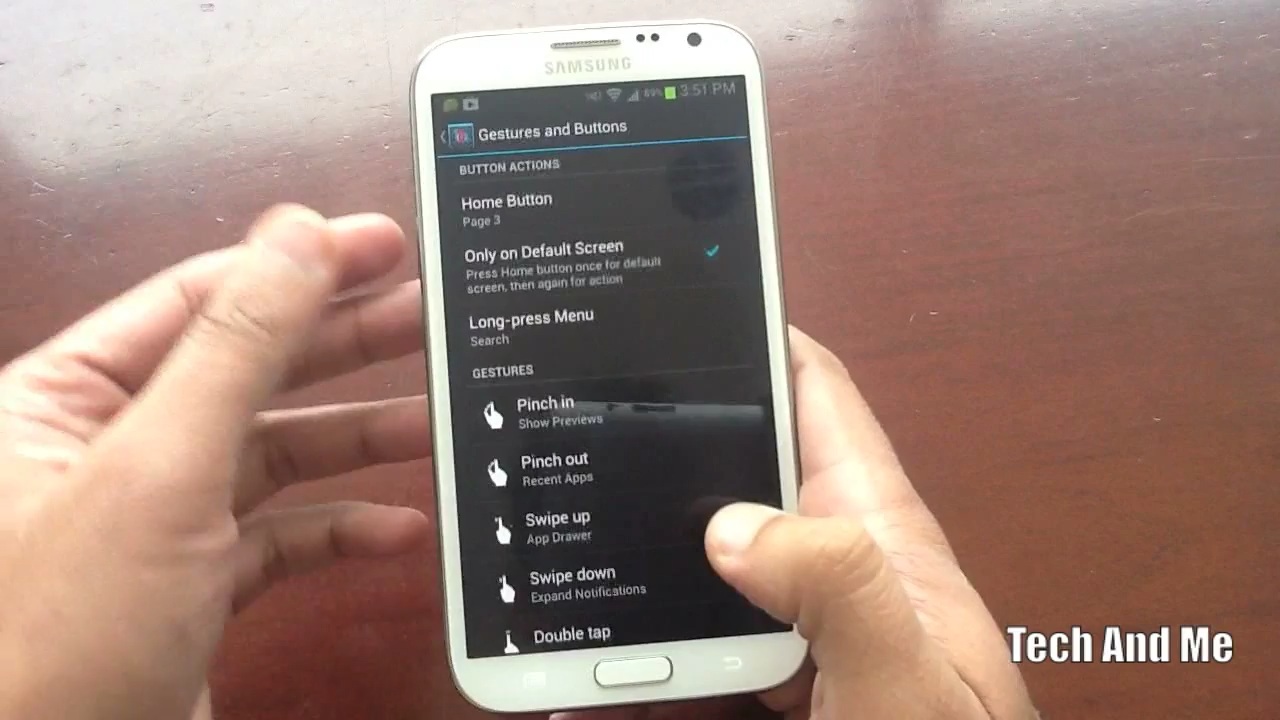 SAMSUNG
89% 3:51 PM
Gestures and Buttons
BUTTON ACTIONS
Home Button
Page 3
Only on Default Screen
Press Home button once for default
screen, then again for action
Long-press Menu
Search
GESTURES
Pinch in
Show Previews
Pinch out
Recent Apps
Swipe up
App Drawer
Swipe down
Expand Notifications
Double tap
Tech And Me